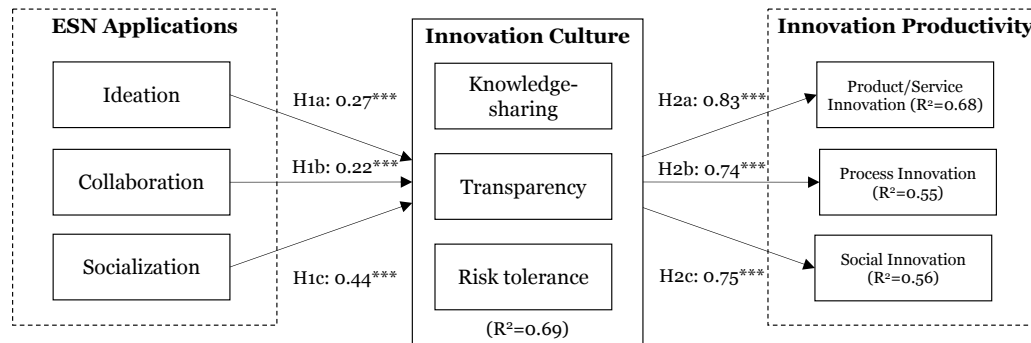 ESN Applications
Ideation
Collaboration
Socialization
H1a: 0.27***
H1b: 0.22***
H1c: 0.44***
Innovation Culture
Knowledge-
sharing
Transparency
Risk tolerance
(R²=0.69)
H2a: 0.83***
H2b: 0.74***
H2c: 0.75***
Innovation Productivity
Product/Service
Innovation (R²=0.68)
Process Innovation
(R²=0.55)
Social Innovation
(R²=0.56)